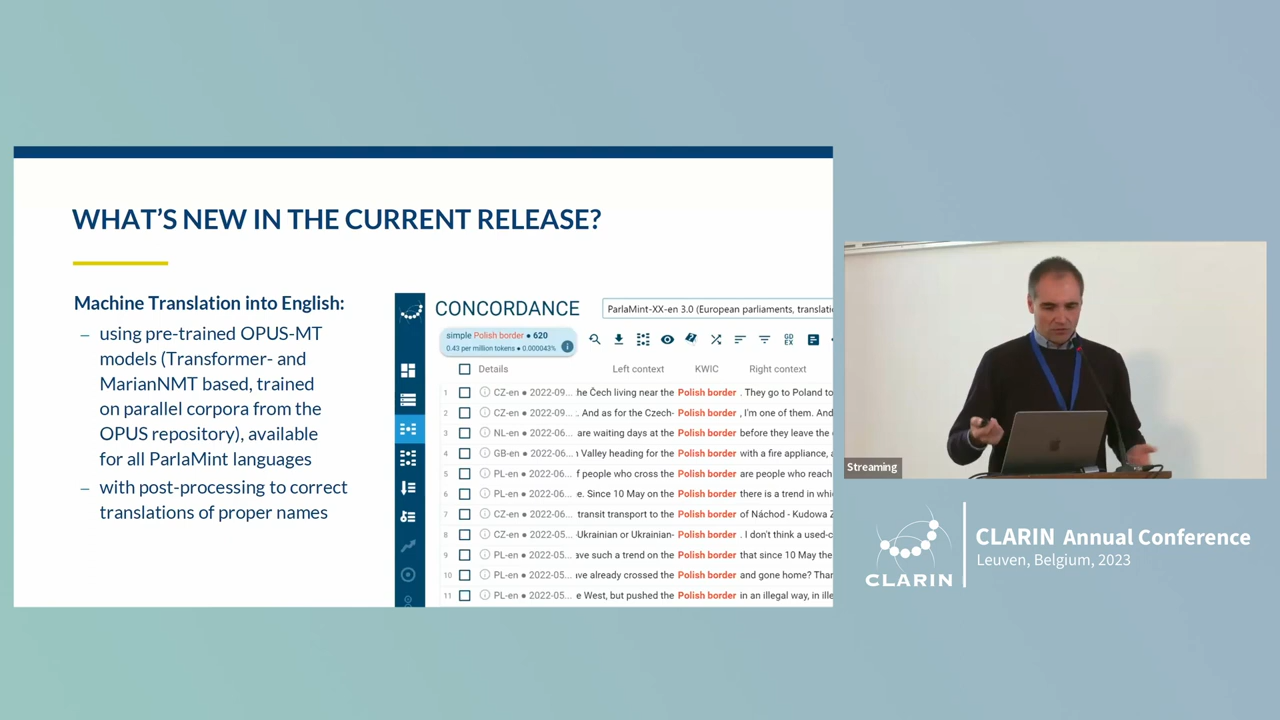 WHAT'S NEW IN THE CURRENT RELEASE?
Machine Translation into English:
– using pre-trained OPUS-MT
models (Transformer- and
MarianNMT based, trained
on parallel corpora from the
OPUS repository), available
for all ParlaMint languages
– with post-processing to correct
translations of proper names
CONCORDANCE
ParlaMint-XX-en 3.0 (European parliaments, translatio
simple Polish border ● 620
0.43 per million tokens ● 0.000043%
Details Left context KWIC Right context
1 CZ-en ● 2022-09... he Čech living near the Polish border . They go to Poland to
2 CZ-en ● 2022-09... . And as for the Czech- Polish border , I'm one of them. And
3 NL-en ● 2022-06... are waiting days at the Polish border before they leave the
4 GB-en ● 2022-06... Valley heading for the Polish border with a fire appliance,
5 PL-en ● 2022-06... f people who cross the Polish border are people who reach
6 PL-en ● 2022-06... e. Since 10 May on the Polish border there is a trend in
7 CZ-en ● 2022-06... transit transport to the Polish border of Náchod - Kudowa
8 CZ-en ● 2022-05... Ukrainian or Ukrainian- Polish border . I don't think a used-
9 PL-en ● 2022-05... ave such a trend on the Polish border that since 10 May the
10 PL-en ● 2022-05... ve already crossed the Polish border and gone home?
11 PL-en ● 2022-05... e West, but pushed the Polish border in an illegal way, in
Streaming
CLARIN
CLARIN Annual Conference
Leuven, Belgium, 2023